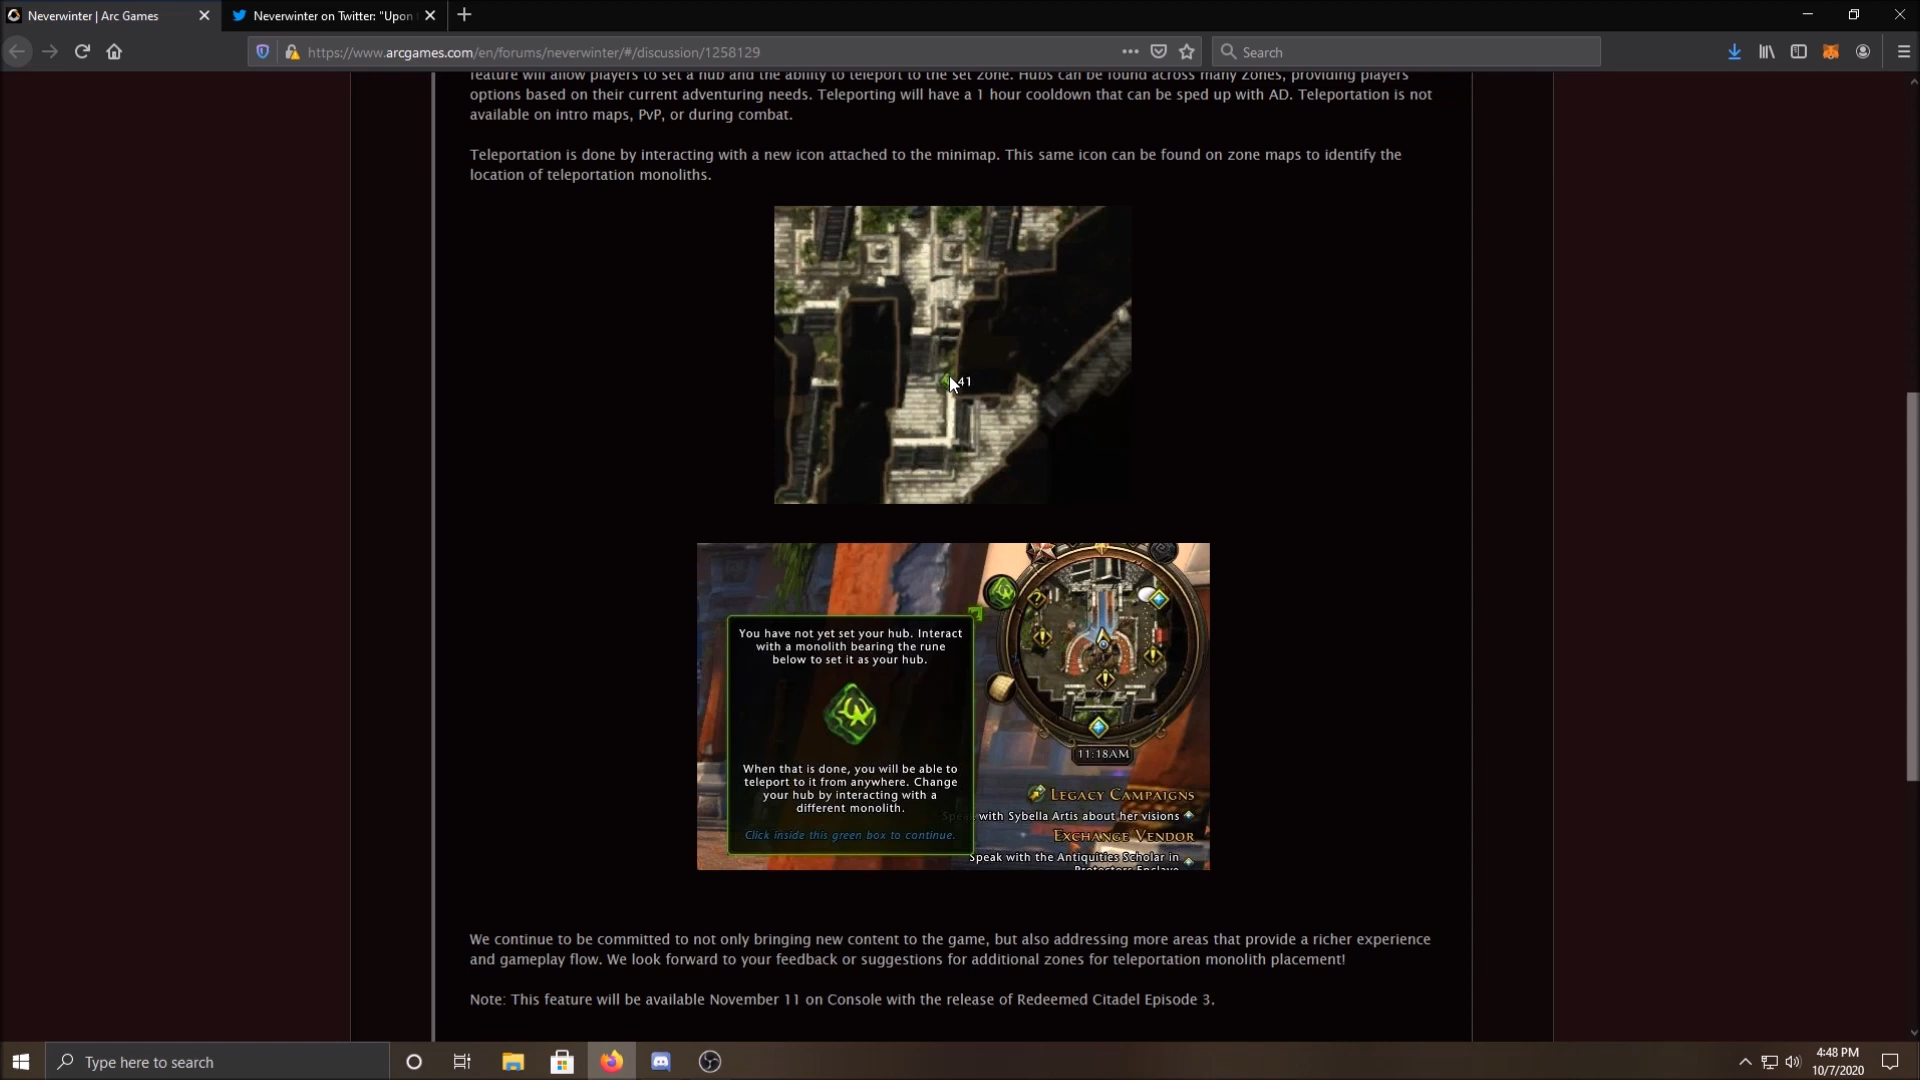 Neverwinter | Arc Games
Neverwinter on Twitter: "Upon
https://www.arcgames.com/en/forums/neverwinter/#/discussion/1258129
Search
feature will allow players to set a hub and the ability to teleport to the set zone. Hubs can be found across many zones, providing players
options based on their current adventuring needs. Teleporting will have a 1 hour cooldown that can be sped up with AD. Teleportation is not
available on intro maps, PvP, or during combat.
Teleportation is done by interacting with a new icon attached to the minimap. This same icon can be found on zone maps to identify the
location of teleportation monoliths.
41
You have not yet set your hub. Interact
with a monolith bearing the rune
below to set it as your hub.
When that is done, you will be able to
teleport to it from anywhere. Change
your hub by interacting with a
different monolith.
Click inside this green box to continue.
11:18AM
Legacy Campaigns
Speak with Sybella Artis about her visions
Exchange Vendor
Speak with the Antiquities Scholar in
Protectors Enclave
We continue to be committed to not only bringing new content to the game, but also addressing more areas that provide a richer experience
and gameplay flow. We look forward to your feedback or suggestions for additional zones for teleportation monolith placement!
Note: This feature will be available November 11 on Console with the release of Redeemed Citadel Episode 3.
Type here to search
4:48 PM
10/7/2020